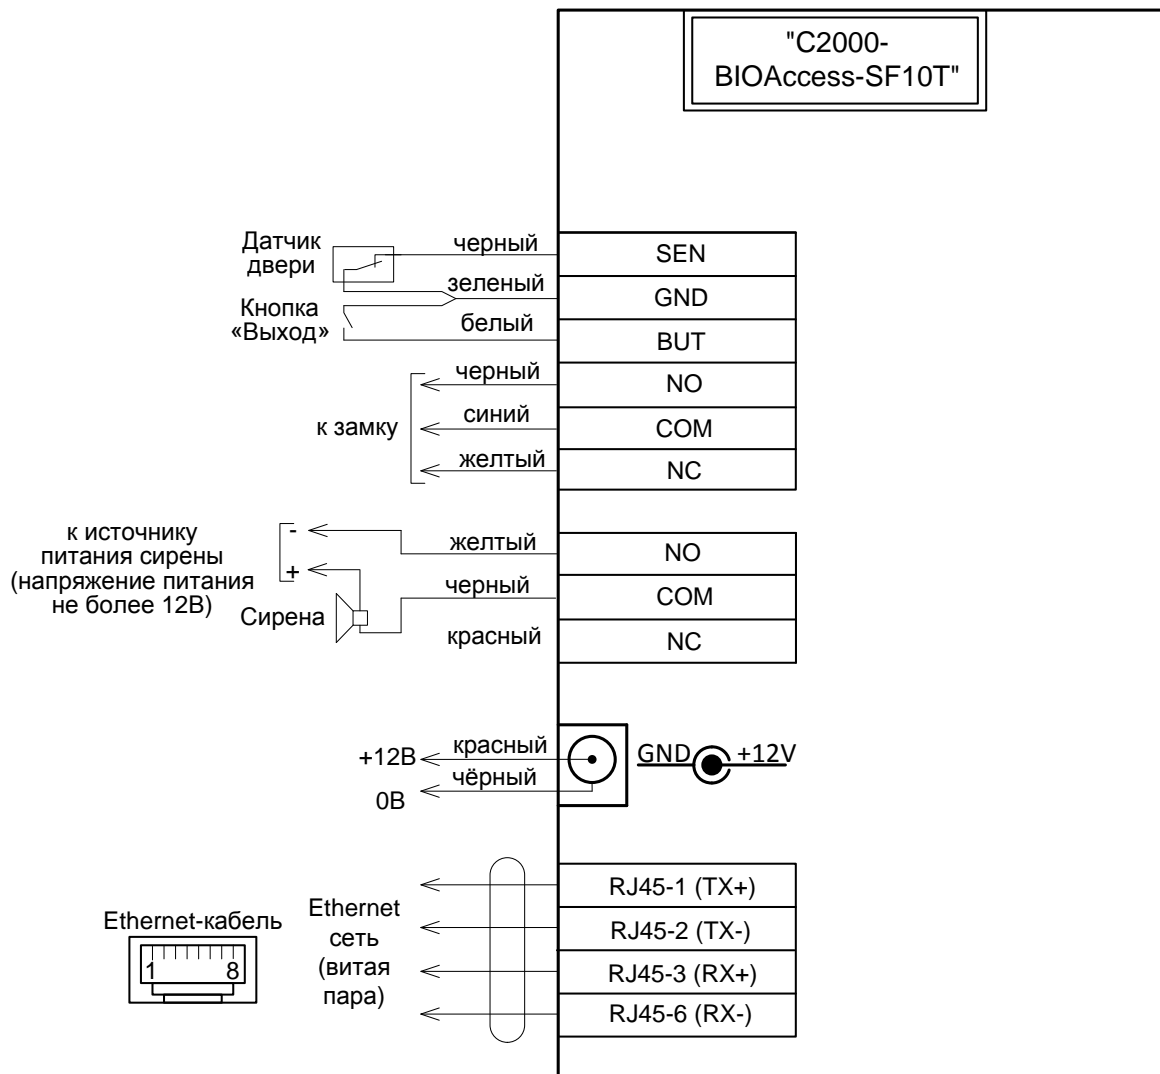 "C2000-
BIOAccess-SF10T"
Датчик
двери
черный
SEN
зеленый
GND
Кнопка
«Выход»
белый
BUT
черный
NO
к замку
синий
COM
желтый
NC
к источнику
питания сирены
(напряжение питания
не более 12В)
-
+
желтый
NO
Сирена
черный
COM
красный
NC
+12В
красный
GND
+12V
0В
чёрный
Ethernet-кабель
1
8
Ethernet
сеть
(витая
пара)
RJ45-1 (TX+)
RJ45-2 (TX-)
RJ45-3 (RX+)
RJ45-6 (RX-)